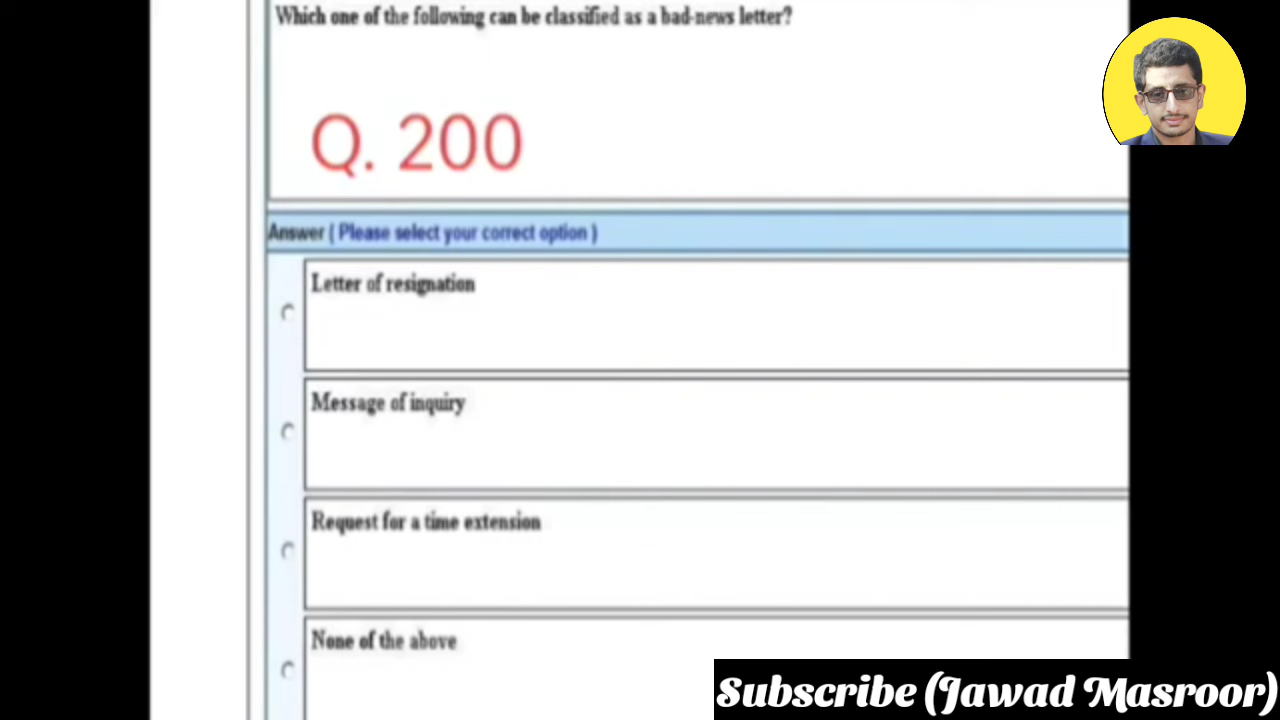 Which one of the following can be classified as a bad-news letter?
Q. 200
Answer ( Please select your correct option )
Letter of resignation
Message of inquiry
Request for a time extension
None of the above
Subscribe (Jawad Masroor)